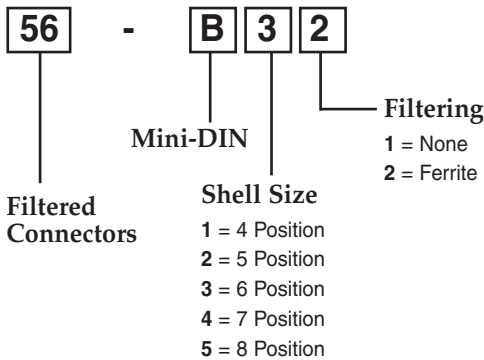 56 - B 3 2
Filtering
1 = None
2 = Ferrite
Mini-DIN
Shell Size
1 = 4 Position
2 = 5 Position
3 = 6 Position
4 = 7 Position
5 = 8 Position
Filtered
Connectors